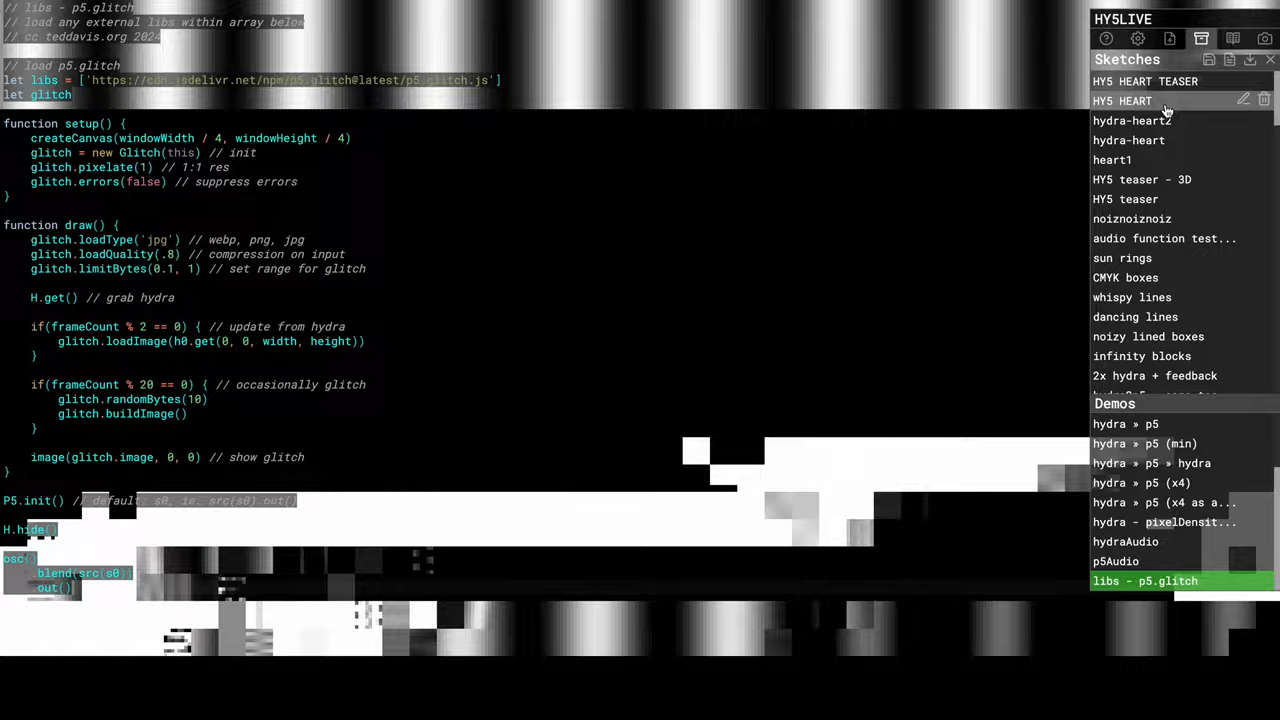 // libs - p5.glitch
// load any external libs within array below
// cc teddavis.org 2024
// load p5.glitch
let libs = ['https://cdn.jsdelivr.net/npm/p5.glitch@latest/p5.glitch.js']
let glitch
function setup() {
createCanvas(windowWidth / 4, windowHeight / 4)
glitch = new Glitch(this) // init
glitch.pixelate(1) // 1:1 res
glitch.errors(false) // suppress errors
}
function draw() {
glitch.loadType('jpg') // webp, png, jpg
glitch.loadQuality(.8) // compression on input
glitch.limitBytes(0.1, 1) // set range for glitch
H.get() // grab hydra
if(frameCount % 2 == 0) { // update from hydra
glitch.loadImage(h0.get(0, 0, width, height))
}
if(frameCount % 20 == 0) { // occasionally glitch
glitch.randomBytes(10)
glitch.buildImage()
}
image(glitch.image, 0, 0) // show glitch
}
P5.init() // default: s0, ie. src(s0).out()
H.hide()
osc()
.blend(src(s0))
.out()
HY5LIVE
Sketches
HY5 HEART TEASER
HY5 HEART
hydra-heart2
hydra-heart
heart1
HY5 teaser - 3D
HY5 teaser
noiznoiznoiz
audio function test...
sun rings
CMYK boxes
whispy lines
dancing lines
noizy lined boxes
infinity blocks
2x hydra + feedback
Demos
hydra » p5
hydra » p5 (min)
hydra » p5 » hydra
hydra » p5 (x4)
hydra » p5 (x4 as a...
hydra - pixelDensit...
hydraAudio
p5Audio
libs - p5.glitch